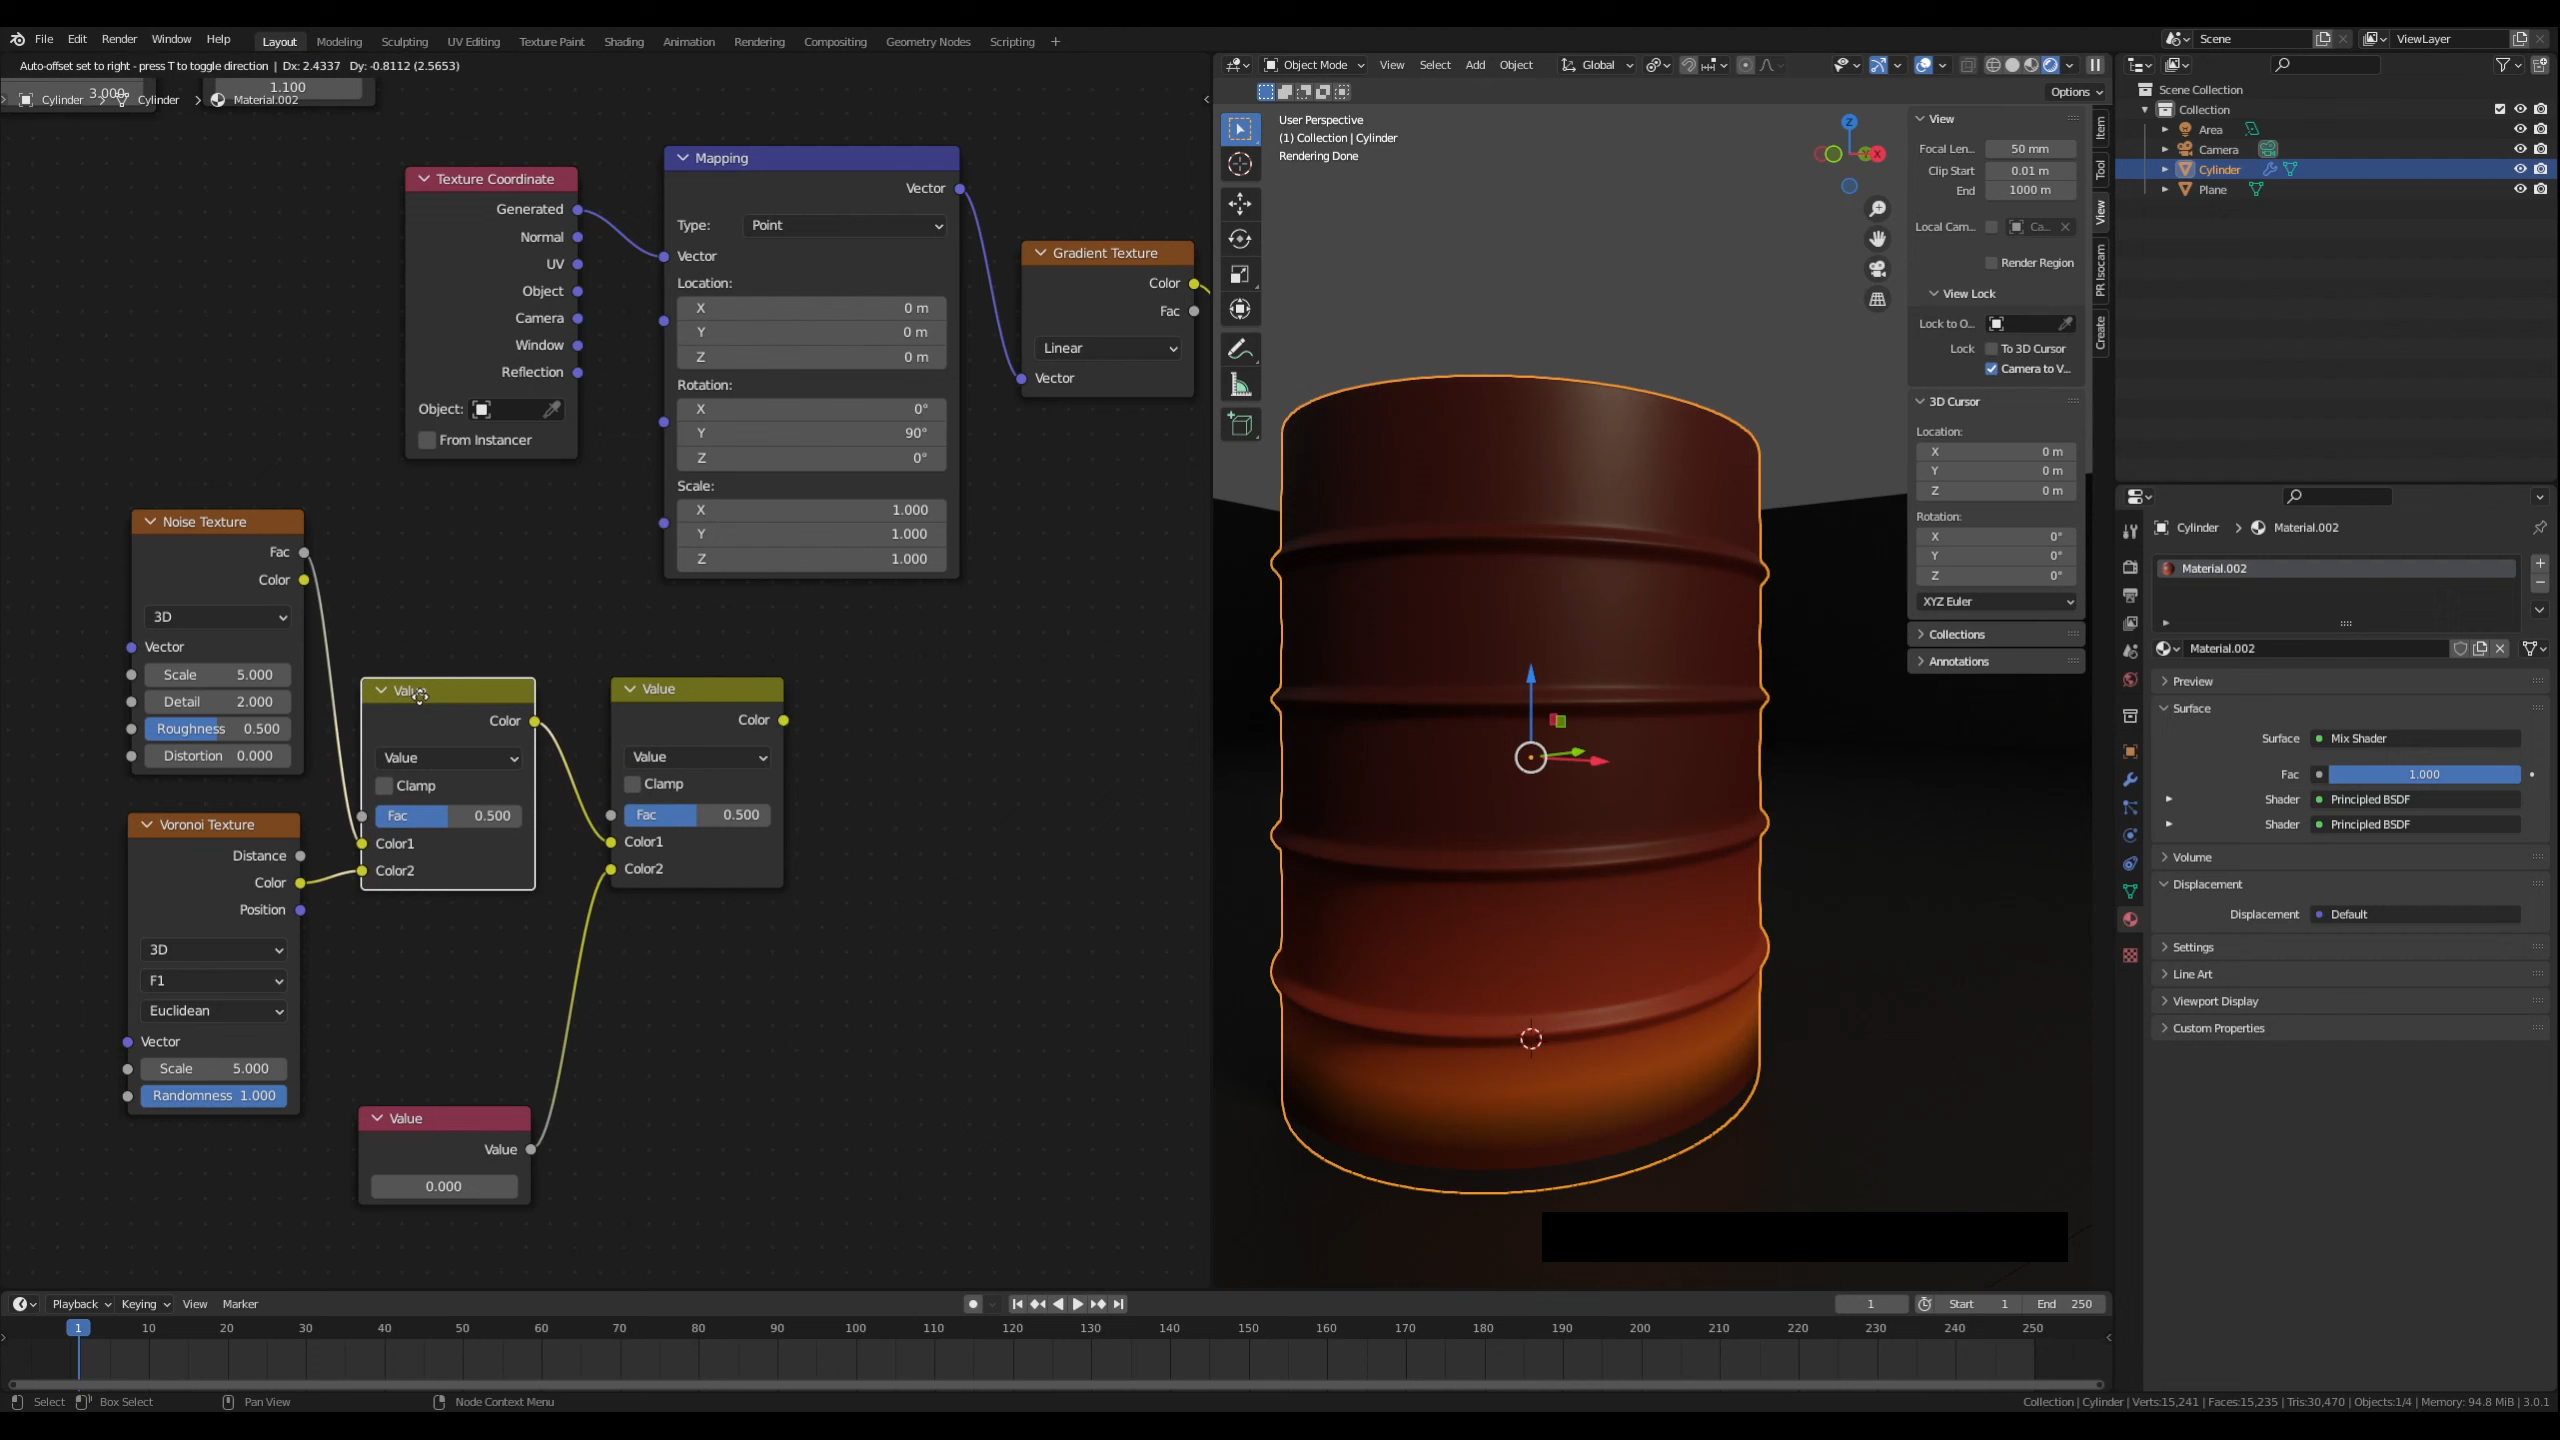 File Edit Render Window Help Layout Modeling Sculpting UV Editing Texture Paint Shading Animation Rendering Compositing Geometry Nodes Scripting +
Scene
ViewLayer
Auto-offset set to right - press T to toggle direction | Dx: 2.4337 Dy: -0.8112 (2.5653)
3.000
1.100
Cylinder > Cylinder > Material.002
Texture Coordinate
Generated
Normal
UV
Object
Camera
Window
Reflection
Object:
From Instancer
Mapping
Vector
Type: Point
Vector
Location:
X 0 m
Y 0 m
Z 0 m
Rotation:
X 0°
Y 90°
Z 0°
Scale:
X 1.000
Y 1.000
Z 1.000
Gradient Texture
Color
Fac
Linear
Vector
Noise Texture
Fac
Color
3D
Vector
Scale 5.000
Detail 2.000
Roughness 0.500
Distortion 0.000
Voronoi Texture
Distance
Color
Position
3D
F1
Euclidean
Vector
Scale 5.000
Randomness 1.000
Color
Value
Clamp
Fac 0.500
Color1
Color2
Value
Color
Value
Clamp
Fac 0.500
Color1
Color2
Value
Value
0.000
Object Mode View Select Add Object Global
Options
User Perspective
(1) Collection | Cylinder
Rendering Done
Z
X
View
Focal Len... 50 mm
Clip Start 0.01 m
End 1000 m
Local Cam... Ca...
Render Region
View Lock
Lock to O...
Lock To 3D Cursor
Camera to V...
3D Cursor
Location:
X 0 m
Y 0 m
Z 0 m
Rotation:
X 0°
Y 0°
Z 0°
XYZ Euler
Collections
Annotations
Item
Tool
View
PR Isocam
Create
Scene Collection
Collection
Area
Camera
Cylinder
Plane
Cylinder > Material.002
Material.002
Material.002
Preview
Surface
Surface Mix Shader
Fac 1.000
Shader Principled BSDF
Shader Principled BSDF
Volume
Displacement
Displacement Default
Settings
Line Art
Viewport Display
Custom Properties
Playback Keying View Marker
1 Start 1 End 250
1 10 20 30 40 50 60 70 80 90 100 110 120 130 140 150 160 170 180 190 200 210 220 230 240 250
Select Box Select Pan View Node Context Menu
Collection | Cylinder | Verts:15,241 | Faces:15,235 | Tris:30,470 | Objects:1/4 | Memory: 94.8 MiB | 3.0.1